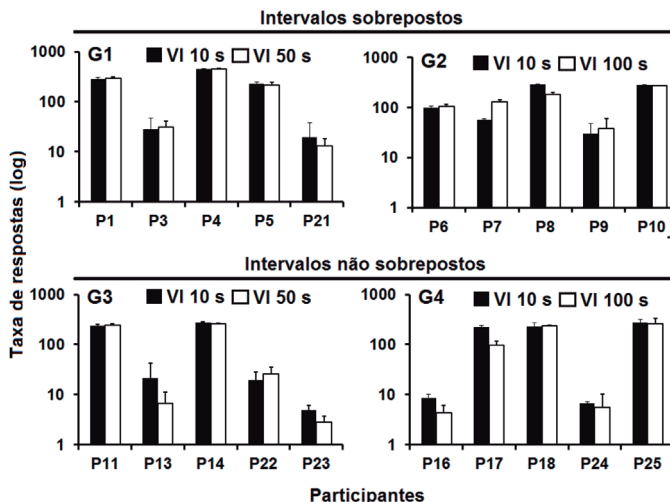 Intervalos sobrepostos
G1 VI 10 s VI 50 s
1000
100
10
1
P1 P3 P4 P5 P21
G2 VI 10 s VI 100 s
1000
100
10
1
P6 P7 P8 P9 P10
Taxa de respostas (log)
Intervalos não sobrepostos
G3 VI 10 s VI 50 s
1000
100
10
1
P11 P13 P14 P22 P23
G4 VI 10 s VI 100 s
1000
100
10
1
P16 P17 P18 P24 P25
Participantes